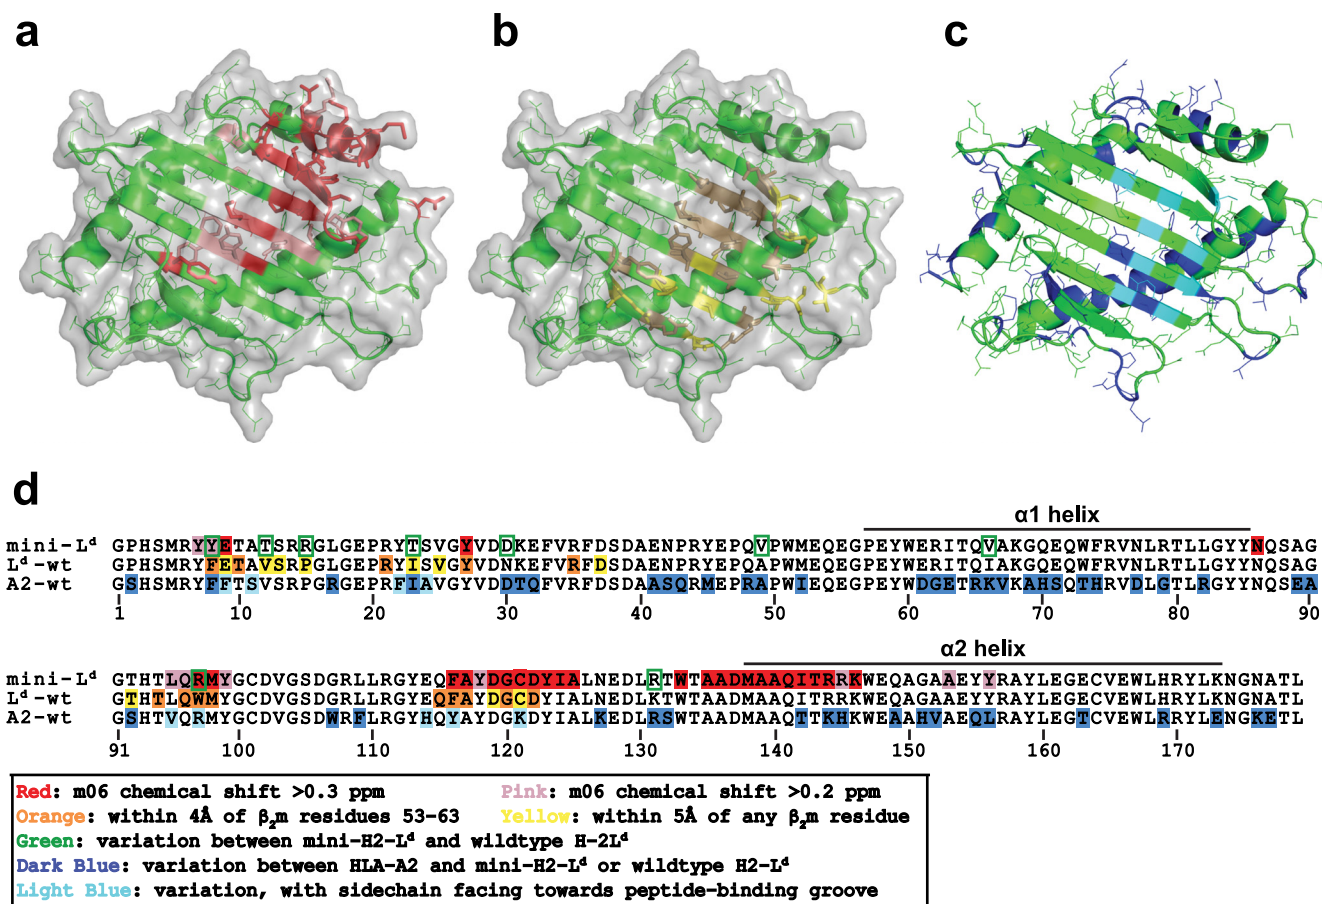 a
b
c
d
α1 helix
mini-Lᵈ GPHSMRYYETATSRRGLGEPRYTSVGYVDDKEFVRFDSDAENPRYEPQVPWMEQEGPEYWERITQVAKGQEQWFRVNLRTLLGYYNQSAG
Lᵈ-wt GPHSMRYFETAVSRPGLGEPRYISVGYVDNKEFVRFDSDAENPRYEPQAPWMEQEGPEYWERITQIAKGQEQWFRVNLRTLLGYYNQSAG
A2-wt GSHSMRYFFTSVSRPGRGEPRFIAVGYVDDTQFVRFDSDAASQRMEPRAPWIEQEGPEYWDGETRKVKAHSQTHRVDLGTLRGYYNQSEA
1 10 20 30 40 50 60 70 80 90
α2 helix
mini-Lᵈ GTHTLQRMYGCDVGSDGRLLRGYEQFAYDGCDYIALNEDLRTWTAADMAAQITRRKWEQAGAAEYYRAYLEGECVEWLHRYLKNGNATL
Lᵈ-wt GTHTLQWMYGCDVGSDGRLLRGYEQFAYDGCDYIALNEDLKTWTAADMAAQITRRKWEQAGAAEYYRAYLEGECVEWLHRYLKNGNATL
A2-wt GSHTVQRMYGCDVGSDWRFLRGYHQYAYDGKDYIALKEDLRSWTAADMAAQTTKHKWEAAHVAEQLRAYLEGTCVEWLRRYLENGKETL
91 100 110 120 130 140 150 160 170
Red: m06 chemical shift >0.3 ppm Pink: m06 chemical shift >0.2 ppm
Orange: within 4Å of β₂m residues 53-63 Yellow: within 5Å of any β₂m residue
Green: variation between mini-H2-Lᵈ and wildtype H-2Lᵈ
Dark Blue: variation between HLA-A2 and mini-H2-Lᵈ or wildtype H2-Lᵈ
Light Blue: variation, with sidechain facing towards peptide-binding groove